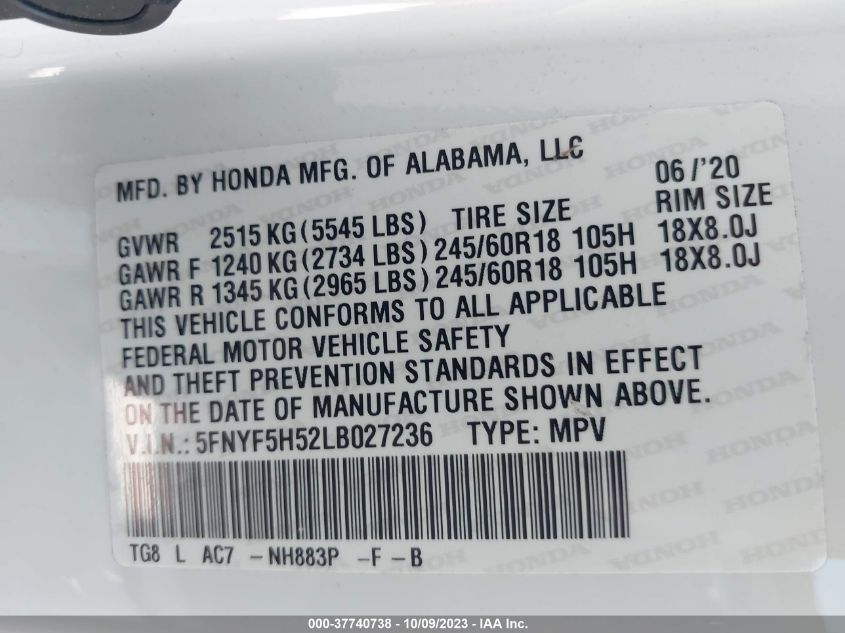 MFD. BY HONDA MFG. OF ALABAMA, LLC 06/'20
GVWR 2515 KG (5545 LBS) TIRE SIZE RIM SIZE
GAWR F 1240 KG (2734 LBS) 245/60R18 105H 18X8.0J
GAWR R 1345 KG (2965 LBS) 245/60R18 105H 18X8.0J
THIS VEHICLE CONFORMS TO ALL APPLICABLE
FEDERAL MOTOR VEHICLE SAFETY
AND THEFT PREVENTION STANDARDS IN EFFECT
ON THE DATE OF MANUFACTURE SHOWN ABOVE.
V.I.N.: 5FNYF5H52LB027236 TYPE: MPV
TG8 L AC7 -NH883P -F -B
000-37740738 - 10/09/2023 - IAA Inc.